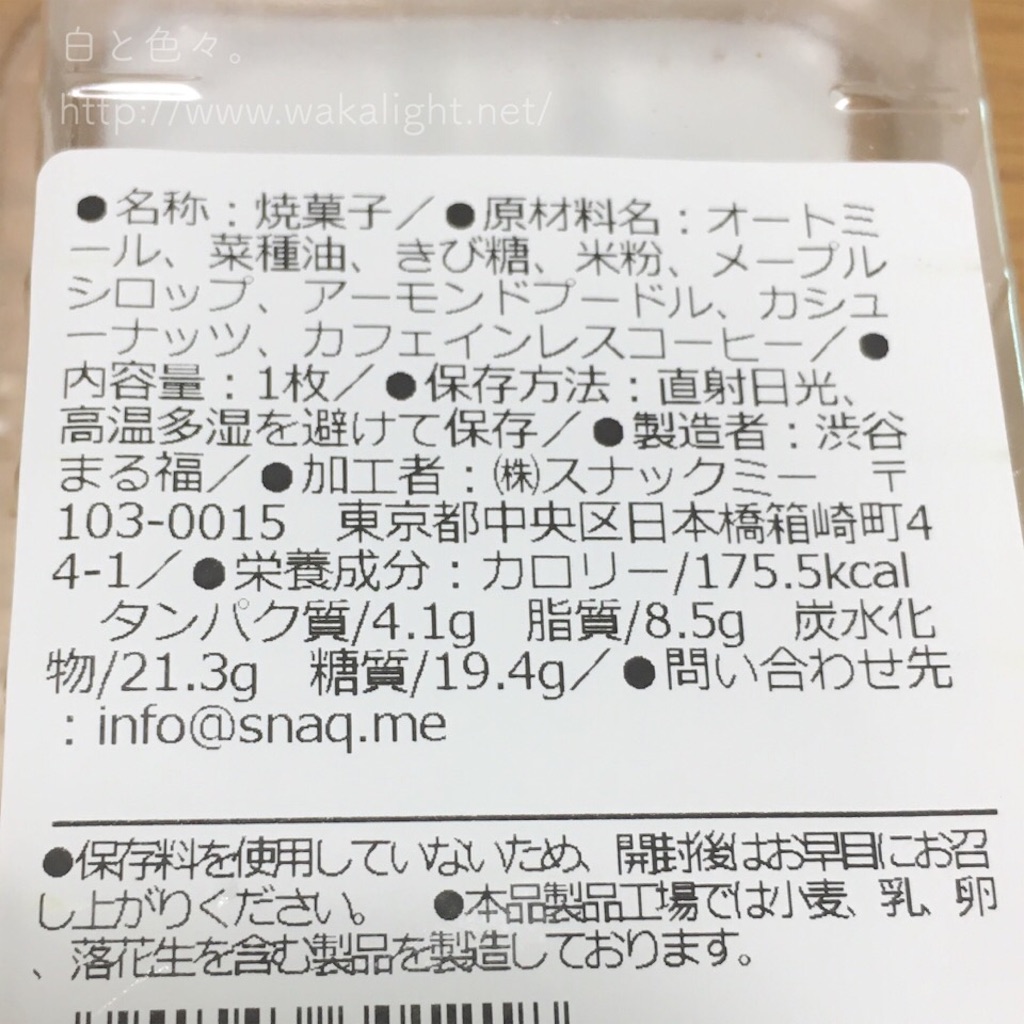 白と色々。
http://www.wakalight.net/
●名称：焼菓子／●原材料名：オートミ
ール、菜種油、きび糖、米粉、メープル
シロップ、アーモンドプードル、カシュ
ーナッツ、カフェインレスコーヒー／●
内容量：1枚／●保存方法：直射日光、
高温多湿を避けて保存／●製造者：渋谷
まる福／●加工者：㈱スナックミー　〒
103-0015　東京都中央区日本橋箱崎町4
4-1／●栄養成分：カロリー/175.5kcal
　タンパク質/4.1g　脂質/8.5g　炭水化
物/21.3g　糖質/19.4g／●問い合わせ先
：info@snaq.me
●保存料を使用していないため、開封後はお早目にお召
し上がりください。　●本品製品工場では小麦、乳、卵
、落花生を含む製品を製造しております。